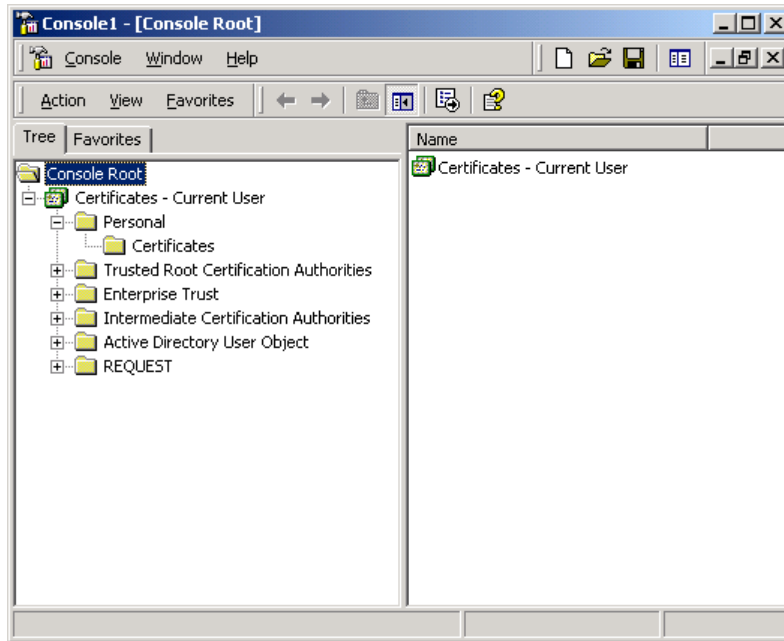 Console1 - [Console Root]
Console Window Help
Action View Favorites
Tree Favorites
Name
Console Root
Certificates - Current User
Certificates - Current User
Personal
Certificates
Trusted Root Certification Authorities
Enterprise Trust
Intermediate Certification Authorities
Active Directory User Object
REQUEST